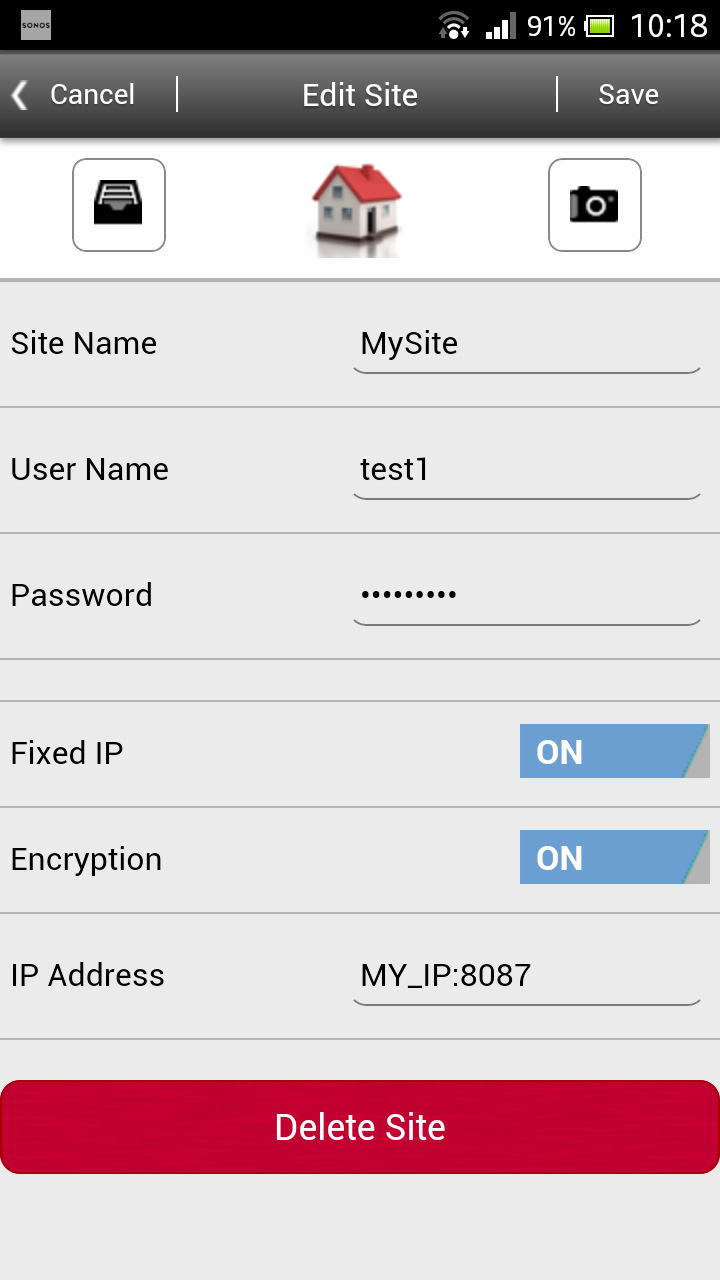 SONOS 91% 10:18
Cancel Edit Site Save
Site Name MySite
User Name test1
Password •••••••••
Fixed IP ON
Encryption ON
IP Address MY_IP:8087
Delete Site